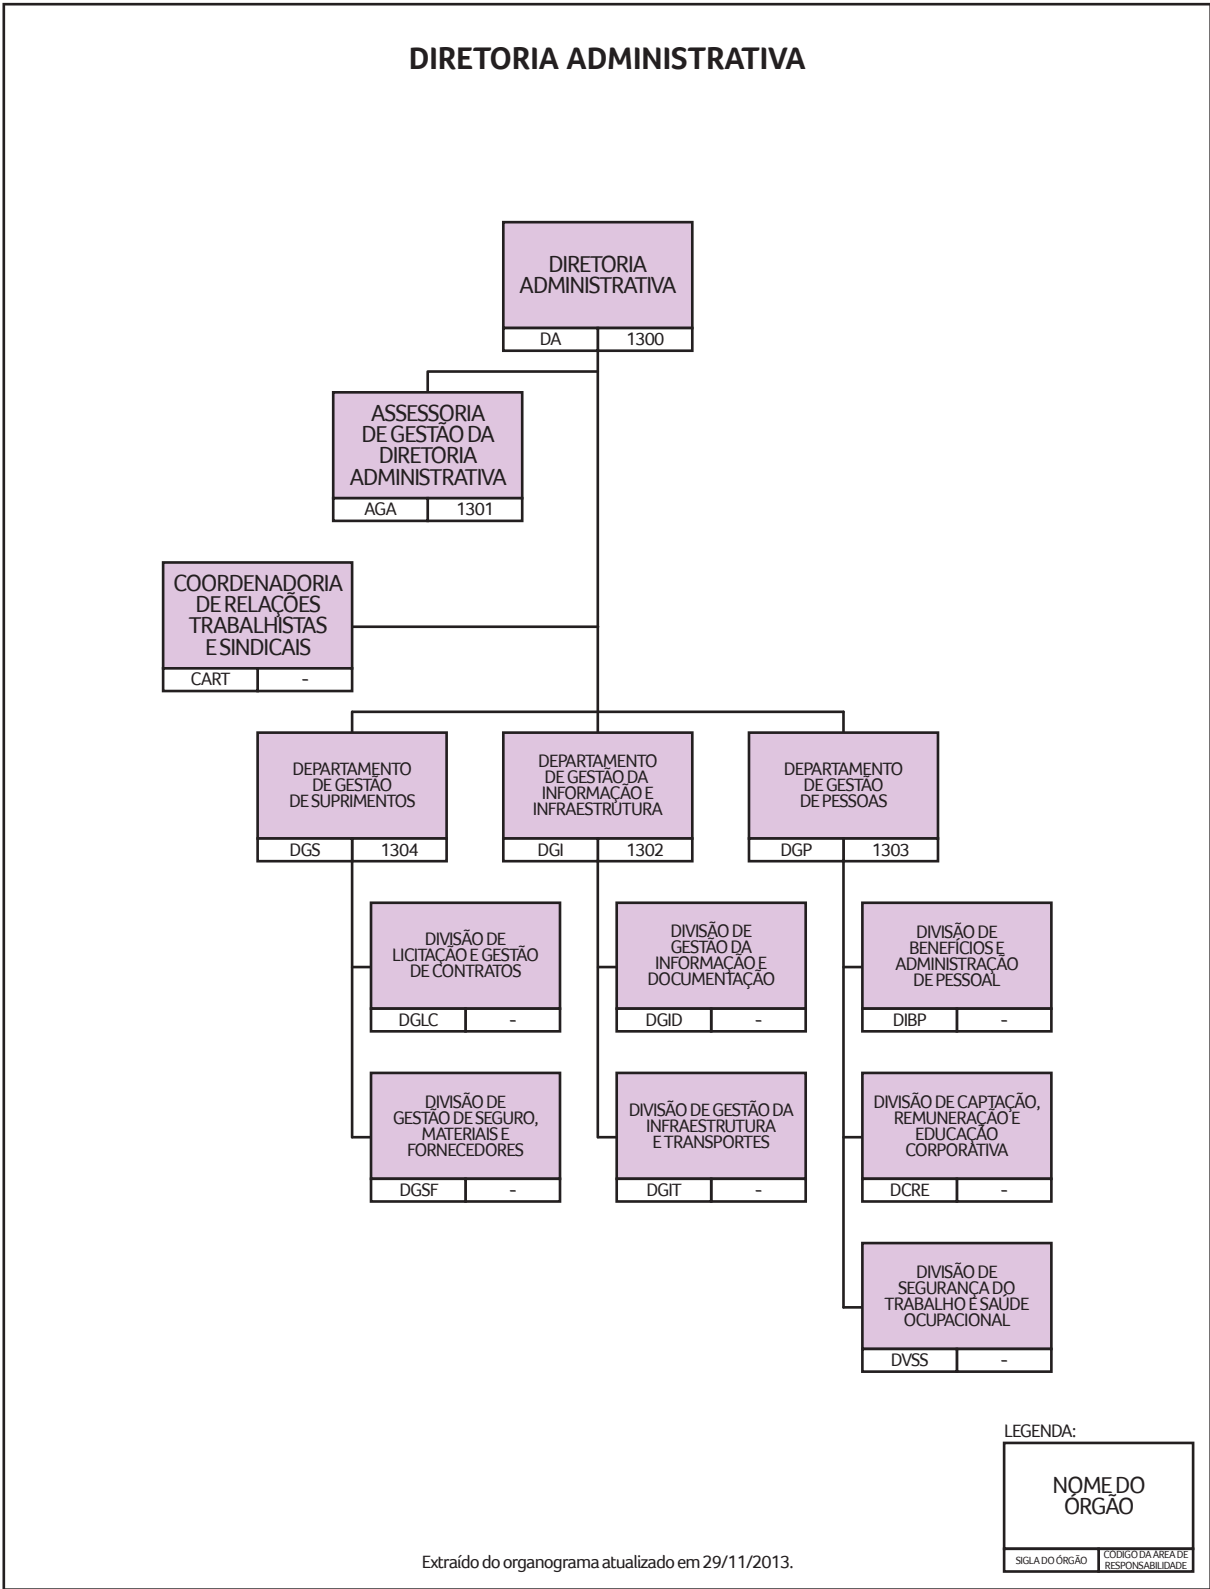 DIRETORIA ADMINISTRATIVA
DIRETORIA
ADMINISTRATIVA
DA 1300
ASSESSORIA
DE GESTÃO DA
DIRETORIA
ADMINISTRATIVA
AGA 1301
COORDENADORIA
DE RELAÇÕES
TRABALHISTAS
E SINDICAIS
CART -
DEPARTAMENTO
DE GESTÃO
DE SUPRIMENTOS
DGS 1304
DEPARTAMENTO
DE GESTÃO DA
INFORMAÇÃO E
INFRAESTRUTURA
DGI 1302
DEPARTAMENTO
DE GESTÃO
DE PESSOAS
DGP 1303
DIVISÃO DE
LICITAÇÃO E GESTÃO
DE CONTRATOS
DGLC -
DIVISÃO DE
GESTÃO DA
INFORMAÇÃO E
DOCUMENTAÇÃO
DGID -
DIVISÃO DE
BENEFÍCIOS E
ADMINISTRAÇÃO
DE PESSOAL
DIBP -
DIVISÃO DE
GESTÃO DE SEGURO,
MATERIAIS E
FORNECEDORES
DGSF -
DIVISÃO DE GESTÃO DA
INFRAESTRUTURA
E TRANSPORTES
DGIT -
DIVISÃO DE CAPTAÇÃO,
REMUNERAÇÃO E
EDUCAÇÃO
CORPORATIVA
DCRE -
DIVISÃO DE
SEGURANÇA DO
TRABALHO E SAÚDE
OCUPACIONAL
DVSS -
LEGENDA:
NOME DO
ÓRGÃO
SIGLA DO ÓRGÃO
CÓDIGO DA ÁREA DE
RESPONSABILIDADE
Extraído do organograma atualizado em 29/11/2013.